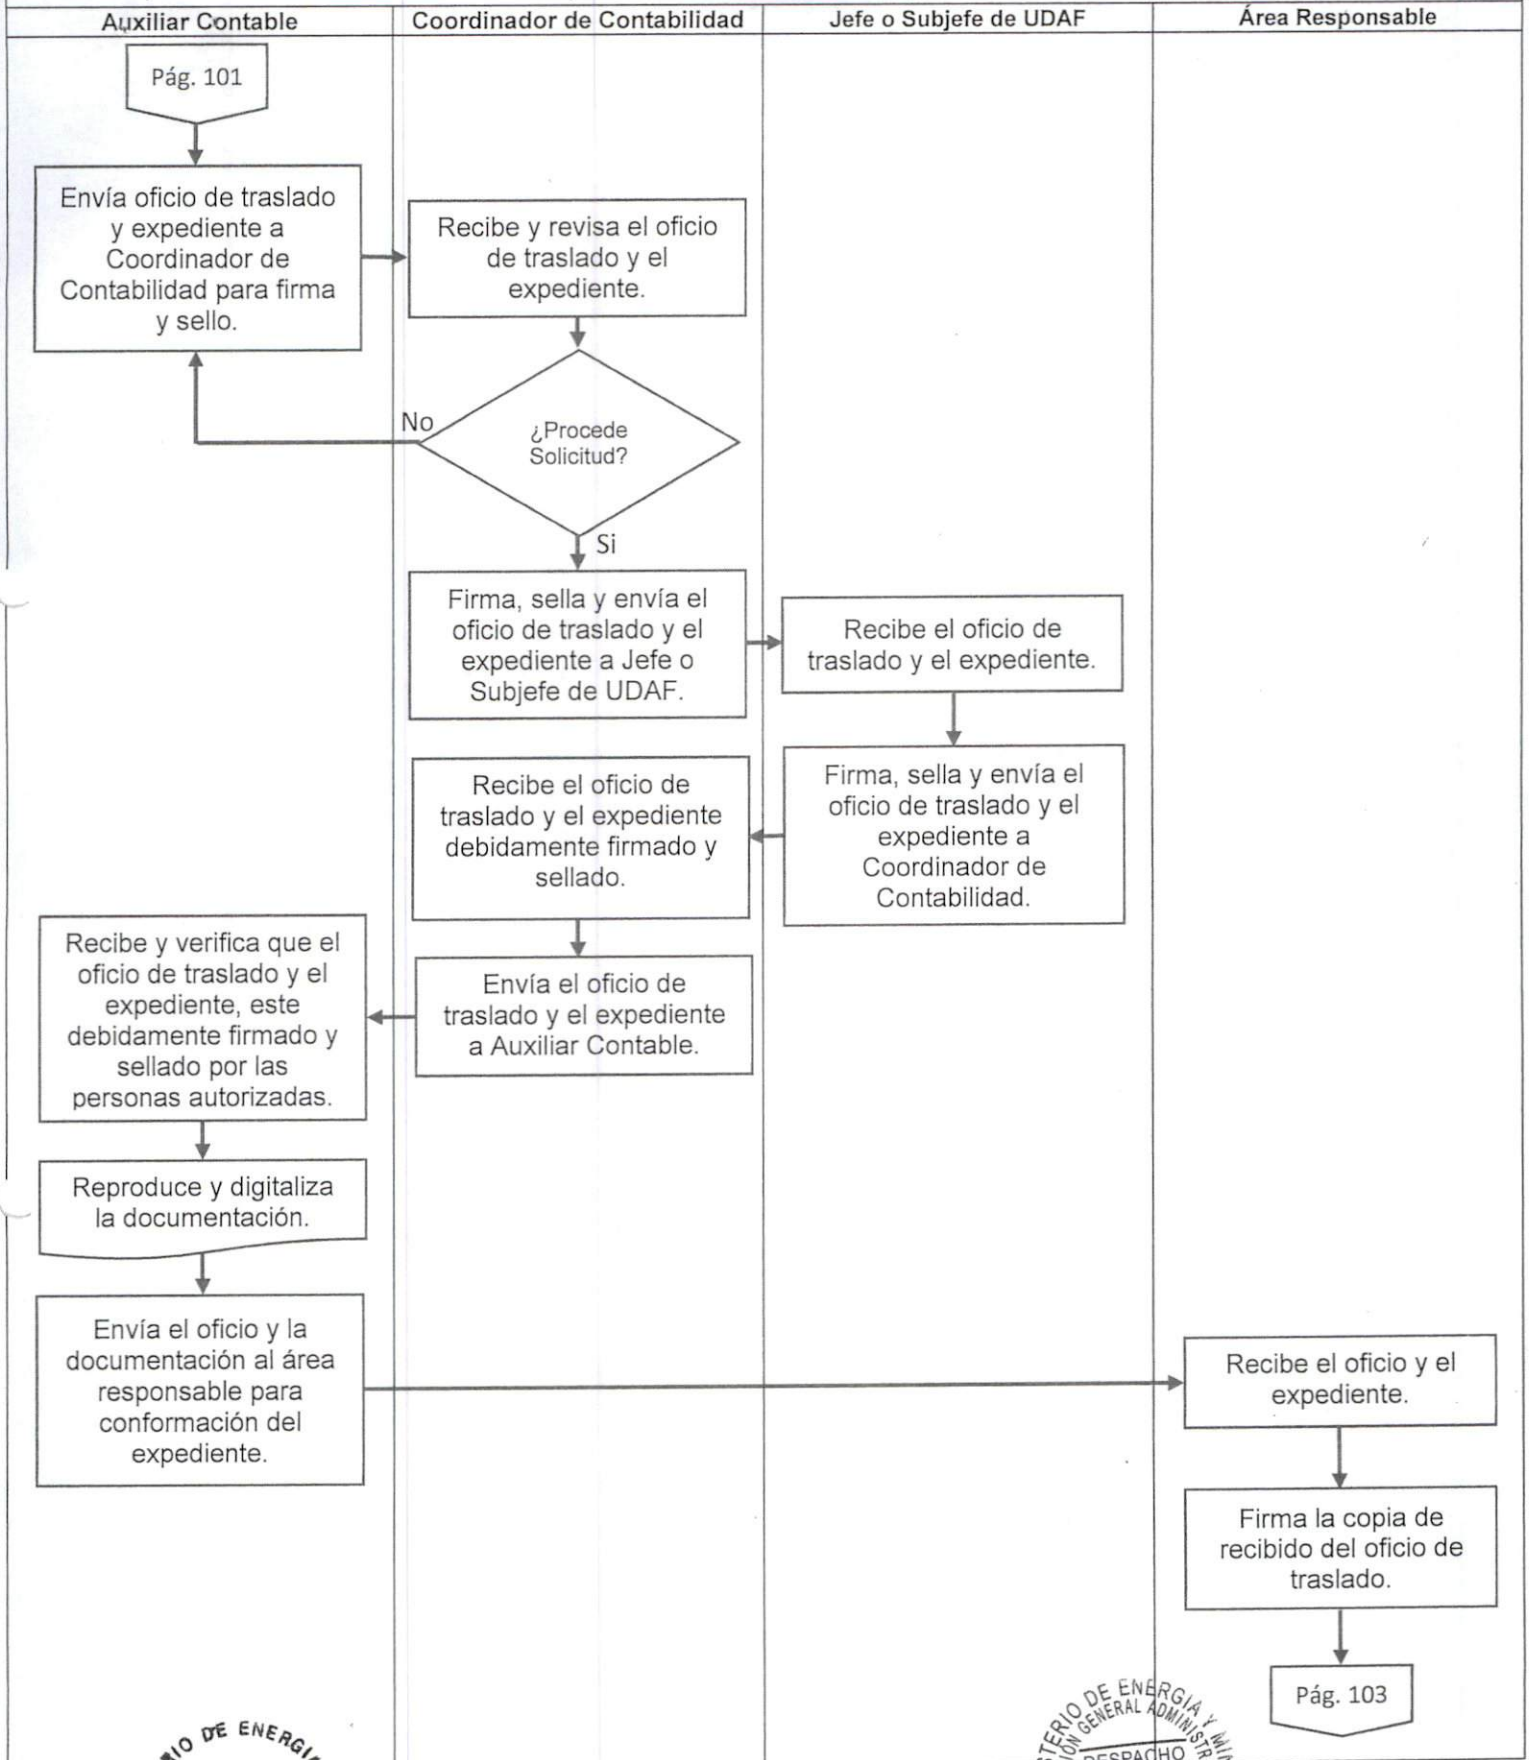 Auxiliar Contable
Coordinador de Contabilidad
Jefe o Subjefe de UDAF
Área Responsable
Pág. 101
Envía oficio de traslado
y expediente a
Coordinador de
Contabilidad para firma
y sello.
Recibe y revisa el oficio
de traslado y el
expediente.
No
¿Procede
Solicitud?
Si
Firma, sella y envía el
oficio de traslado y el
expediente a Jefe o
Subjefe de UDAF.
Recibe el oficio de
traslado y el expediente.
Firma, sella y envía el
oficio de traslado y el
expediente a
Coordinador de
Contabilidad.
Recibe el oficio de
traslado y el expediente
debidamente firmado y
sellado.
Envía el oficio de
traslado y el expediente
a Auxiliar Contable.
Recibe y verifica que el
oficio de traslado y el
expediente, este
debidamente firmado y
sellado por las
personas autorizadas.
Reproduce y digitaliza
la documentación.
Envía el oficio y la
documentación al área
responsable para
conformación del
expediente.
Recibe el oficio y el
expediente.
Firma la copia de
recibido del oficio de
traslado.
Pág. 103
DE ENERGIA
DE ENERGIA Y
GENERAL
DESPACHO